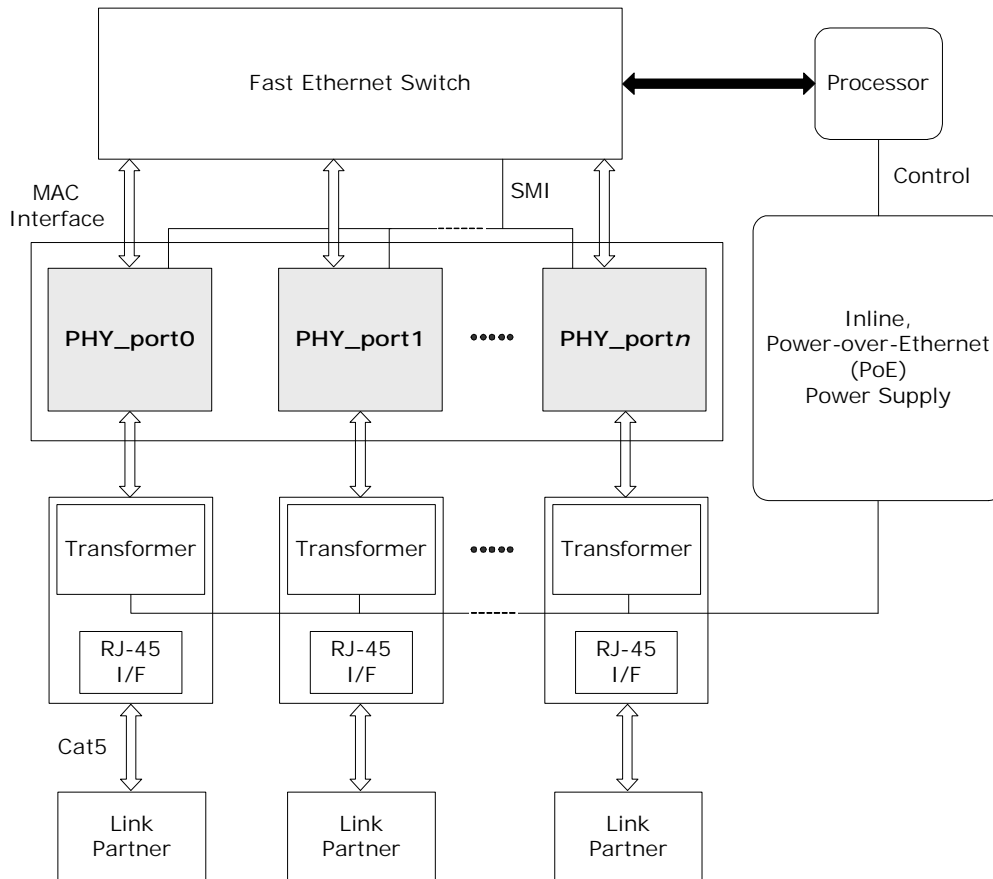 Fast Ethernet Switch
Processor
MAC
Interface
SMI
Control
PHY_port0
PHY_port1
PHY_portn
Inline,
Power-over-Ethernet
(PoE)
Power Supply
Transformer
Transformer
Transformer
RJ-45
I/F
RJ-45
I/F
RJ-45
I/F
Cat5
Link
Partner
Link
Partner
Link
Partner